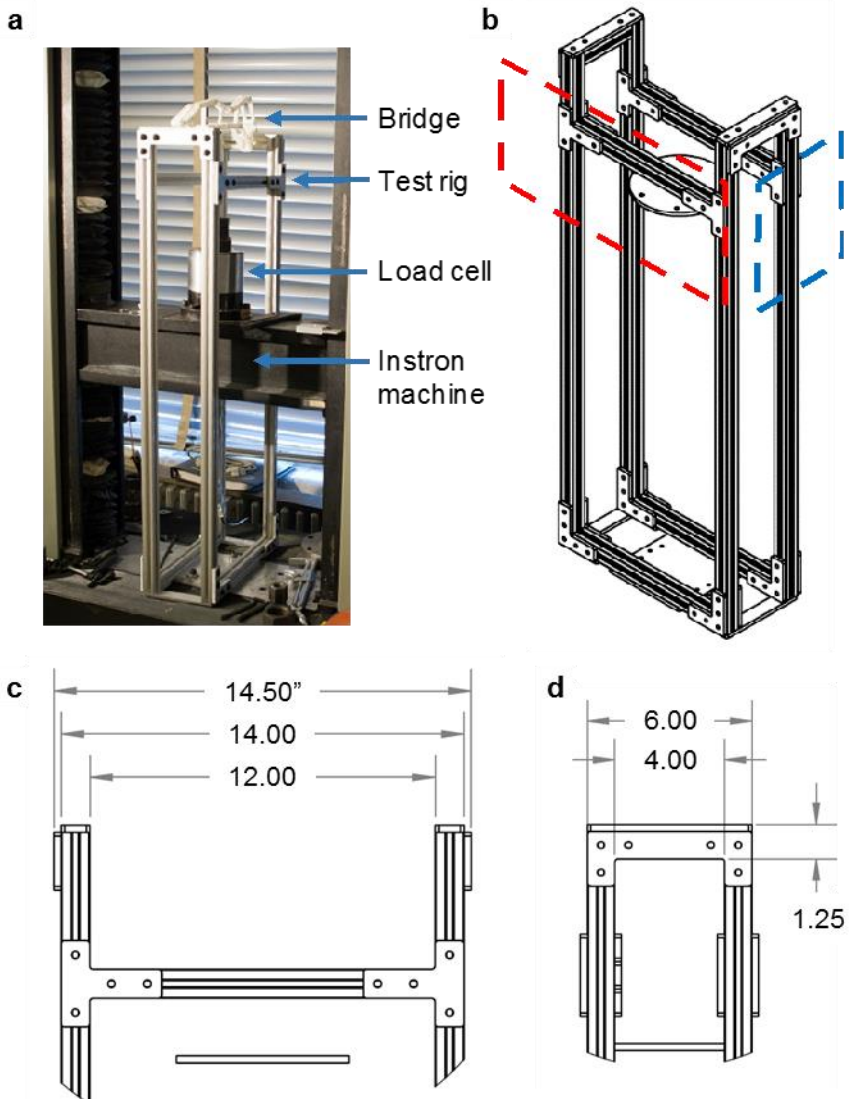 a
b
Bridge
Test rig
Load cell
Instron
machine
c
14.50”
14.00
12.00
d
6.00
4.00
1.25